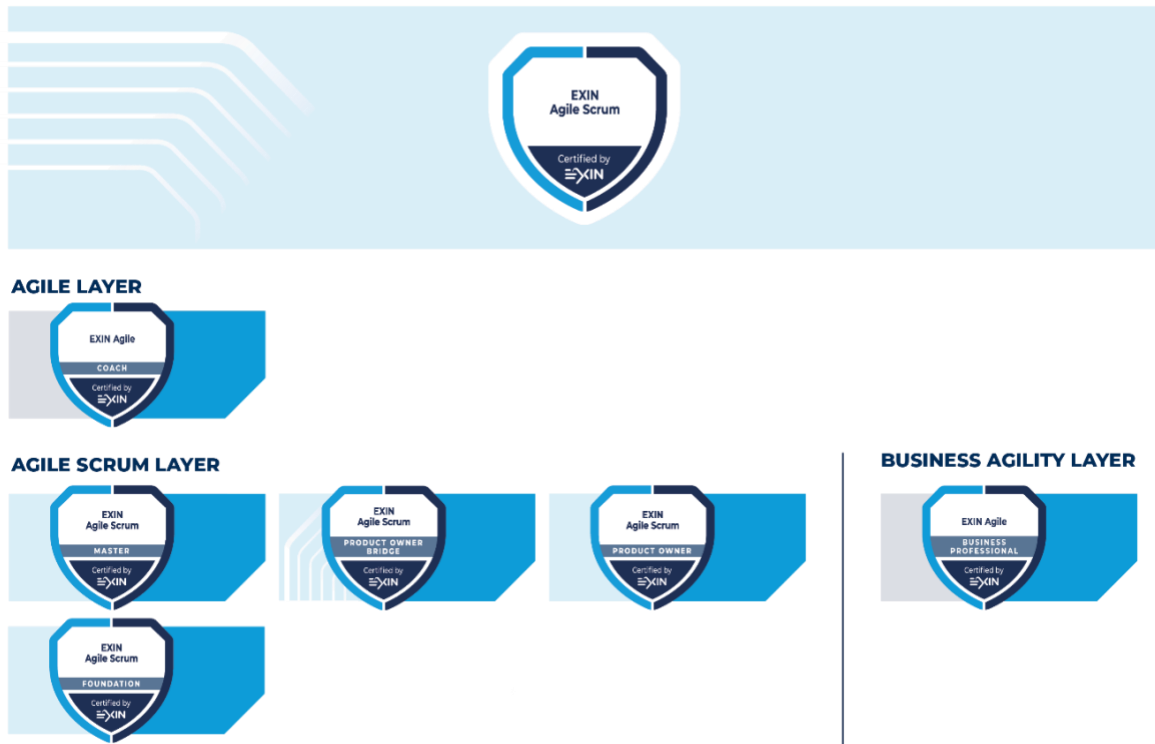 EXIN
Agile Scrum
Certified by
EXIN
AGILE LAYER
EXIN Agile
COACH
Certified by
EXIN
AGILE SCRUM LAYER
EXIN
Agile Scrum
MASTER
Certified by
EXIN
EXIN
Agile Scrum
PRODUCT OWNER
BRIDGE
Certified by
EXIN
EXIN
Agile Scrum
PRODUCT OWNER
Certified by
EXIN
EXIN
Agile Scrum
FOUNDATION
Certified by
EXIN
BUSINESS AGILITY LAYER
EXIN Agile
BUSINESS
PROFESSIONAL
Certified by
EXIN